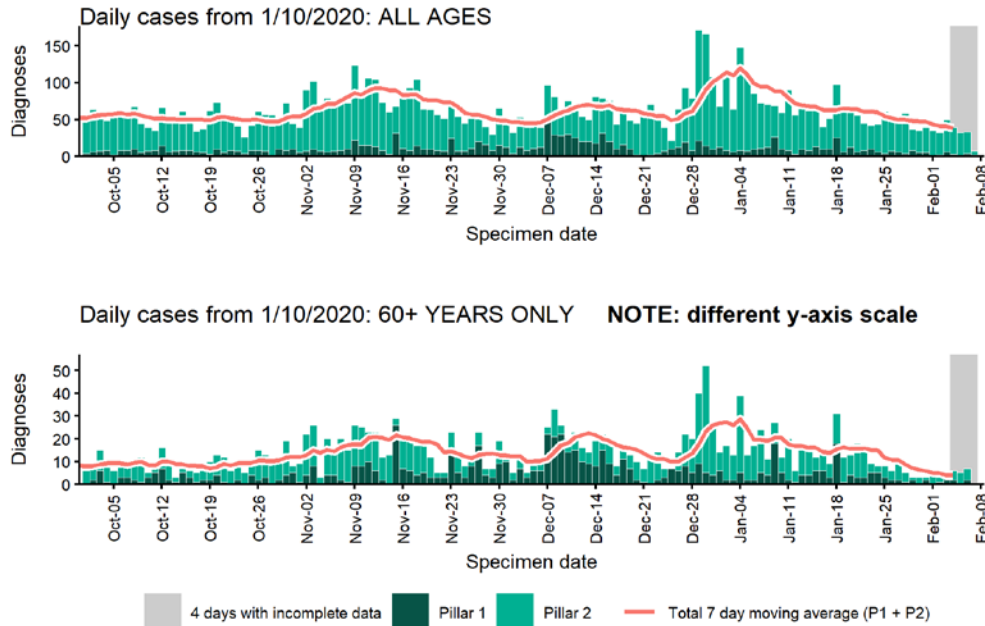 Daily cases from 1/10/2020: ALL AGES
Diagnoses
150
100
50
0
Oct-05 Oct-12 Oct-19 Oct-26 Nov-02 Nov-09 Nov-16 Nov-23 Nov-30 Dec-07 Dec-14 Dec-21 Dec-28 Jan-04 Jan-11 Jan-18 Jan-25 Feb-01 Feb-08
Specimen date
Daily cases from 1/10/2020: 60+ YEARS ONLY NOTE: different y-axis scale
Diagnoses
50
40
30
20
10
0
Oct-05 Oct-12 Oct-19 Oct-26 Nov-02 Nov-09 Nov-16 Nov-23 Nov-30 Dec-07 Dec-14 Dec-21 Dec-28 Jan-04 Jan-11 Jan-18 Jan-25 Feb-01 Feb-08
Specimen date
4 days with incomplete data Pillar 1 Pillar 2 Total 7 day moving average (P1 + P2)